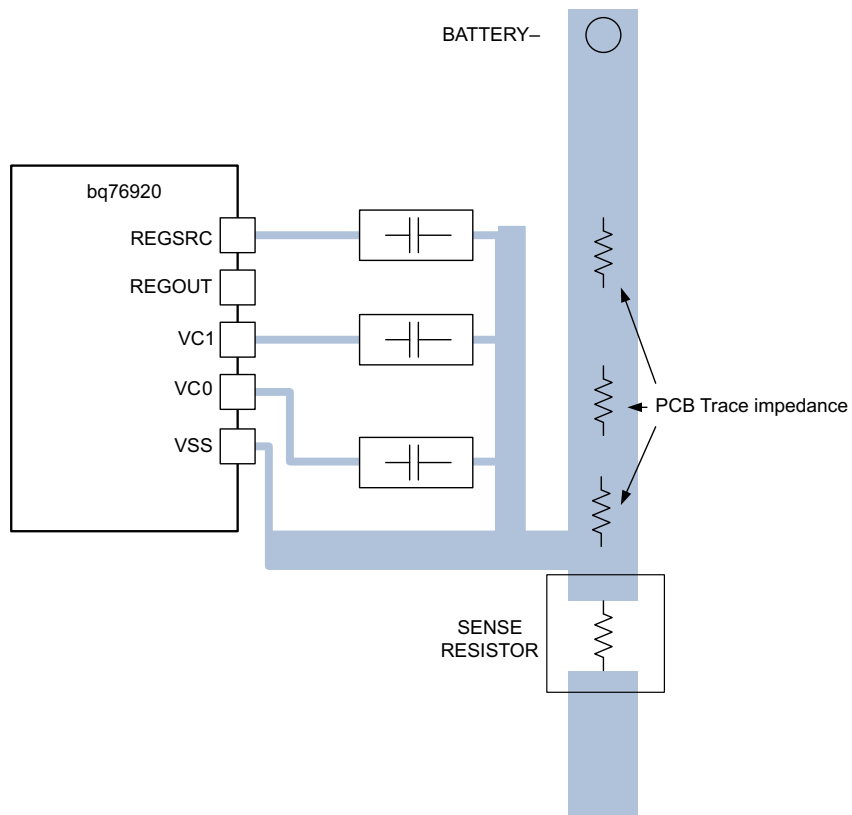 BATTERY–
bq76920
REGSRC
REGOUT
VC1
VC0
VSS
PCB Trace impedance
SENSE
RESISTOR